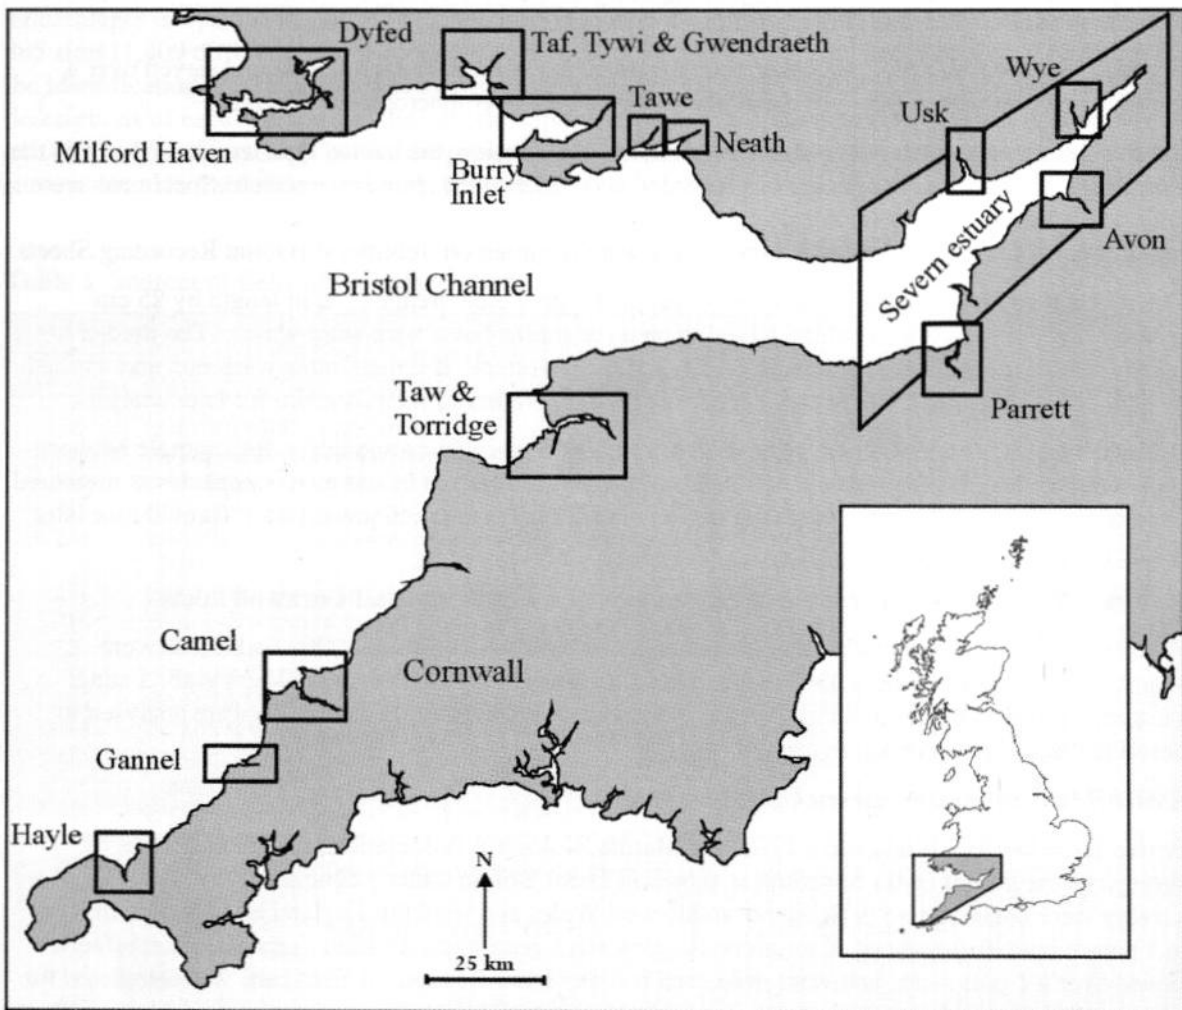 Dyfed
Taf, Tywi & Gwendraeth
Wye
Tawe
Usk
Neath
Milford Haven
Burry
Inlet
Avon
Severn estuary
Bristol Channel
Taw &
Torridge
Parrett
Camel
Cornwall
Gannel
Hayle
N
25 km